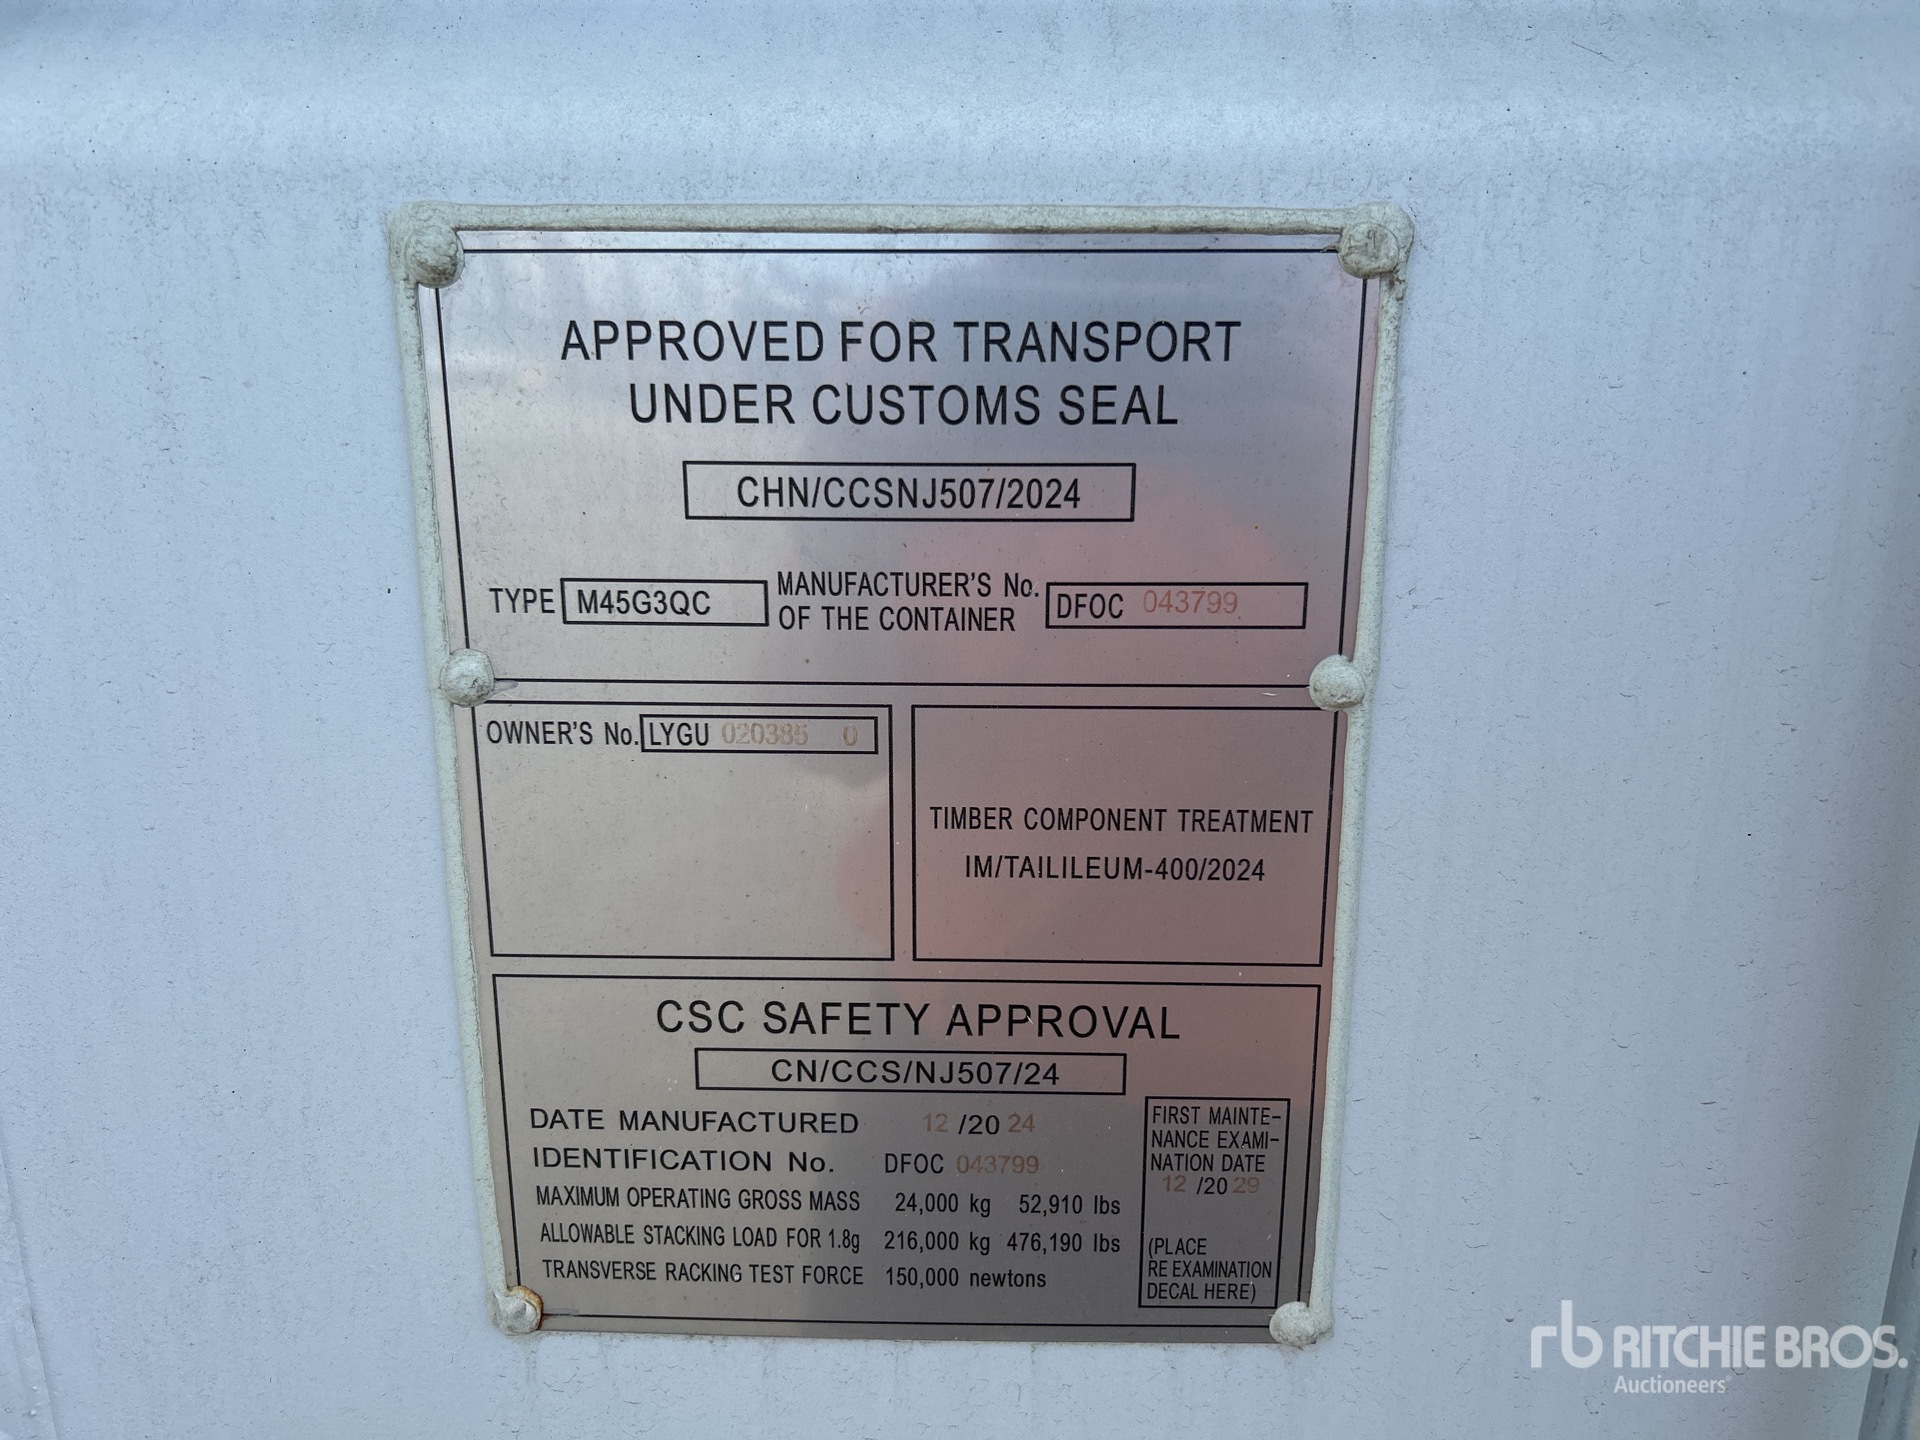 APPROVED FOR TRANSPORT
UNDER CUSTOMS SEAL
CHN/CCSNJ507/2024
TYPE M45G3QC MANUFACTURER'S No. OF THE CONTAINER DFOC 043799
OWNER'S No. LYGU 020385 0
TIMBER COMPONENT TREATMENT
IM/TAILILEUM-400/2024
CSC SAFETY APPROVAL
CN/CCS/NJ507/24
DATE MANUFACTURED 12 /20 24
IDENTIFICATION No. DFOC 043799
MAXIMUM OPERATING GROSS MASS 24,000 kg 52,910 lbs
ALLOWABLE STACKING LOAD FOR 1.8g 216,000 kg 476,190 lbs
TRANSVERSE RACKING TEST FORCE 150,000 newtons
FIRST MAINTE-
NANCE EXAMI-
NATION DATE
12 /20 29
(PLACE
RE EXAMINATION
DECAL HERE)
rb RITCHIE BROS.
Auctioneers